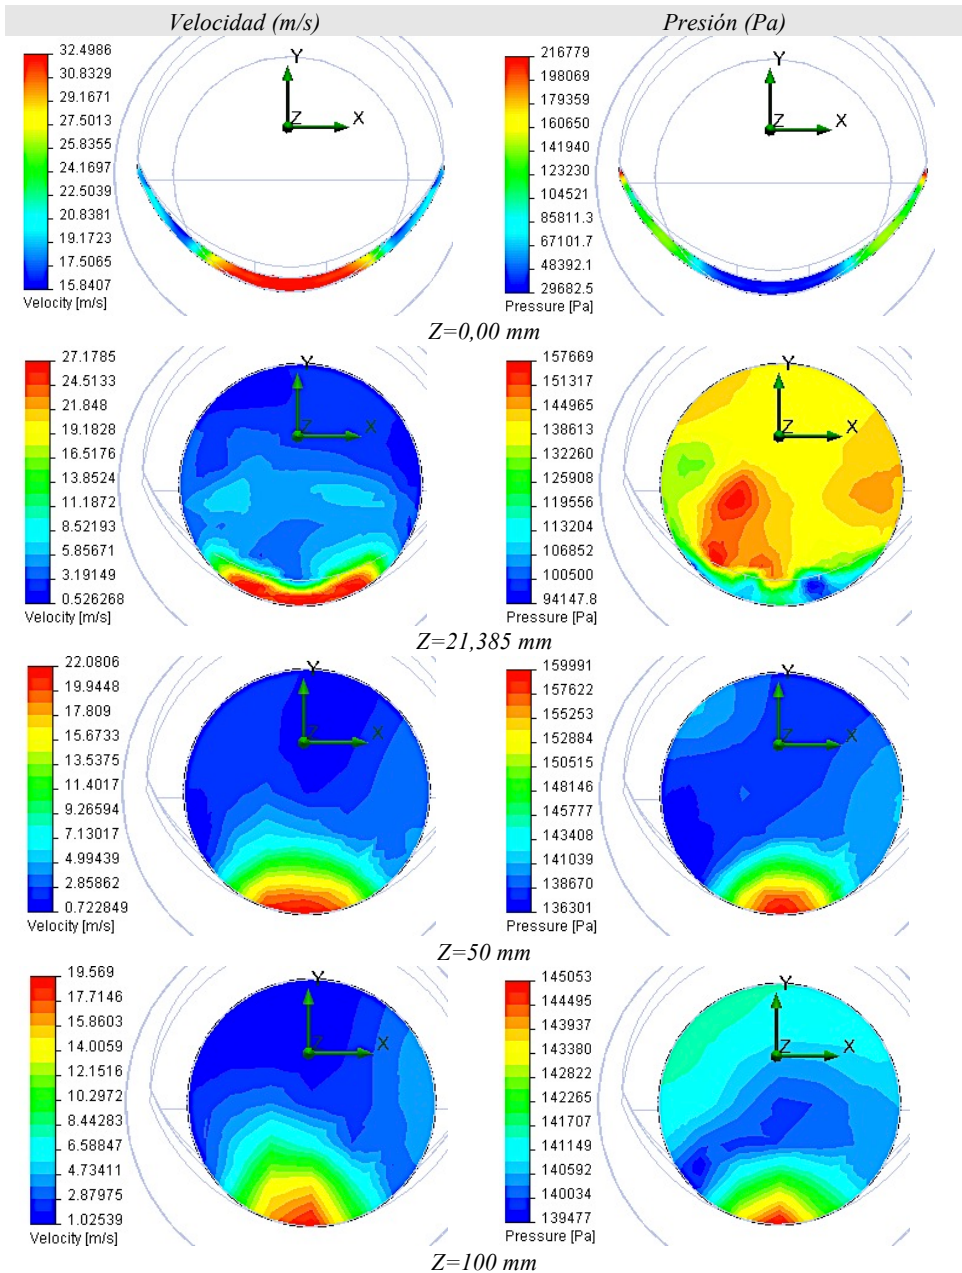 Velocidad (m/s) Presión (Pa)
32.4986
30.8329
29.1671
27.5013
25.8355
24.1697
22.5039
20.8381
19.1723
17.5065
15.8407
Velocity [m/s]
Y
Z
X
216779
198069
179359
160650
141940
123230
104521
85811.3
67101.7
48392.1
29682.5
Pressure [Pa]
Y
Z
X
Z=0,00 mm
27.1785
24.5133
21.848
19.1828
16.5176
13.8524
11.1872
8.52193
5.85671
3.19149
0.526268
Velocity [m/s]
Y
Z
X
157669
151317
144965
138613
132260
125908
119556
113204
106852
100500
94147.8
Pressure [Pa]
Y
Z
X
Z=21,385 mm
22.0806
19.9448
17.809
15.6733
13.5375
11.4017
9.26594
7.13017
4.99439
2.85862
0.722849
Velocity [m/s]
Y
Z
X
159991
157622
155253
152884
150515
148146
145777
143408
141039
138670
136301
Pressure [Pa]
Y
Z
X
Z=50 mm
19.569
17.7146
15.8603
14.0059
12.1516
10.2972
8.44283
6.58847
4.73411
2.87975
1.02539
Velocity [m/s]
Y
Z
X
145053
144495
143937
143380
142822
142265
141707
141149
140592
140034
139477
Pressure [Pa]
Y
Z
X
Z=100 mm